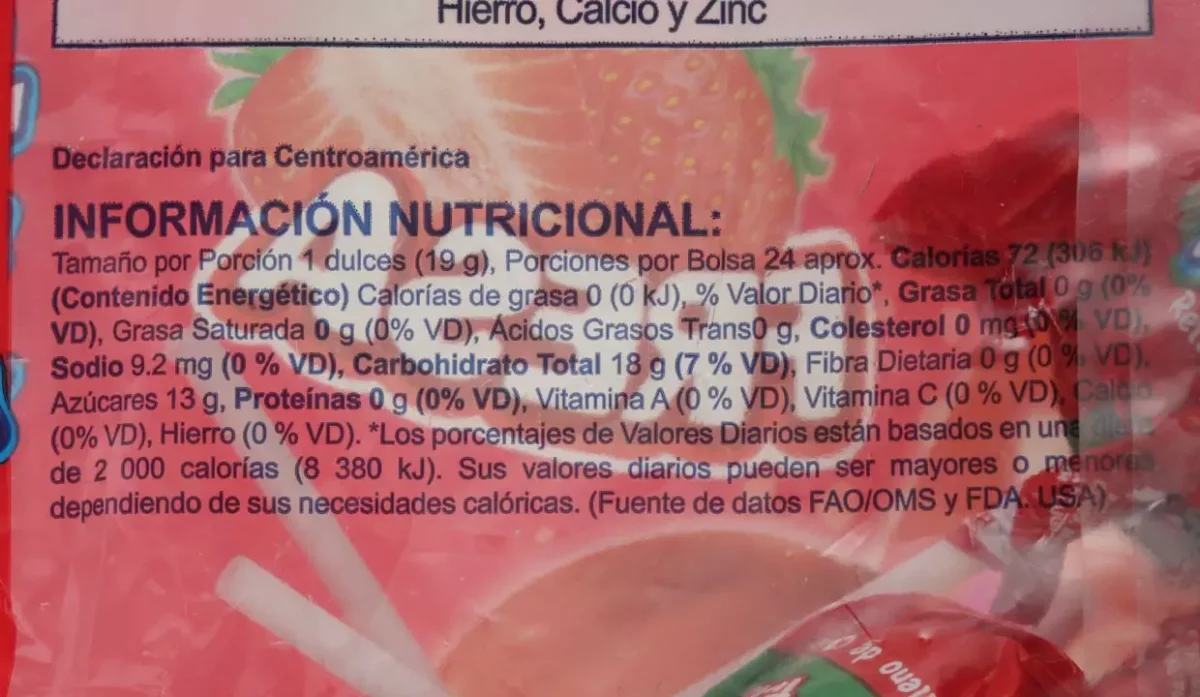 Hierro, Calcio y Zinc
Declaración para Centroamérica
INFORMACIÓN NUTRICIONAL:
Tamaño por Porción 1 dulces (19 g), Porciones por Bolsa 24 aprox. Calorías 72 (306 kJ)
(Contenido Energético) Calorías de grasa 0 (0 kJ), % Valor Diario*, Grasa Total 0 g (0%
VD), Grasa Saturada 0 g (0% VD), Ácidos Grasos Trans0 g, Colesterol 0 mg (0 % VD),
Sodio 9.2 mg (0 % VD), Carbohidrato Total 18 g (7 % VD), Fibra Dietaria 0 g (0 % VD).
Azúcares 13 g, Proteínas 0 g (0% VD), Vitamina A (0 % VD), Vitamina C (0 % VD), Calcio
(0% VD), Hierro (0 % VD). *Los porcentajes de Valores Diarios están basados en una dieta
de 2 000 calorías (8 380 kJ). Sus valores diarios pueden ser mayores o menores
dependiendo de sus necesidades calóricas. (Fuente de datos FAO/OMS y FDA. USA)